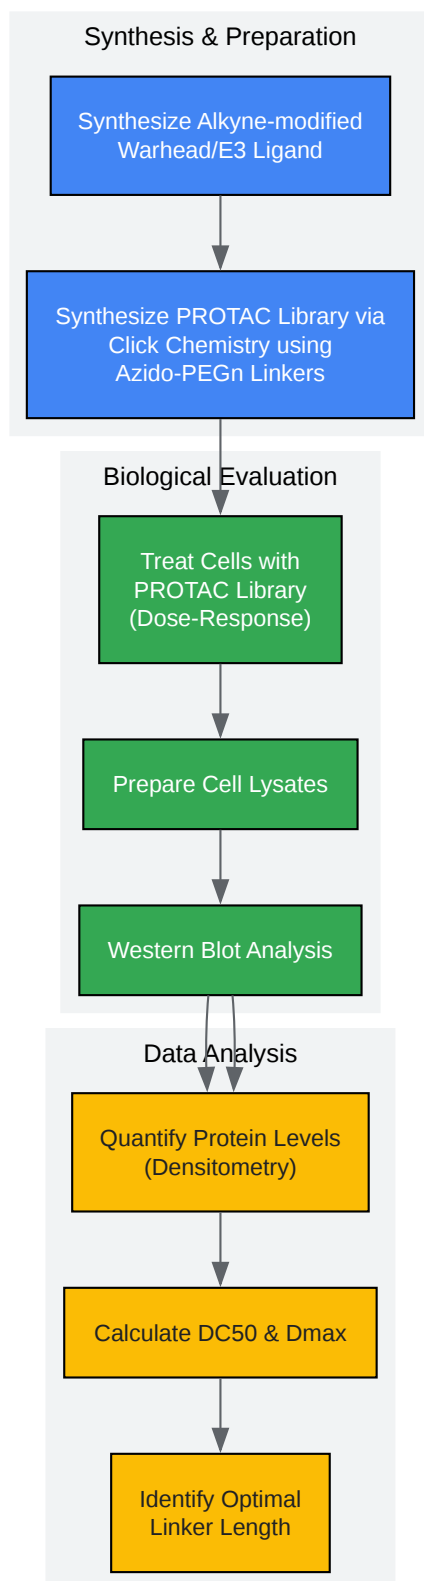 Synthesis & Preparation
Synthesize Alkyne-modified
Warhead/E3 Ligand
Synthesize PROTAC Library via
Click Chemistry using
Azido-PEGn Linkers
Biological Evaluation
Treat Cells with
PROTAC Library
(Dose-Response)
Prepare Cell Lysates
Western Blot Analysis
Data Analysis
Quantify Protein Levels
(Densitometry)
Calculate DC50 & Dmax
Identify Optimal
Linker Length